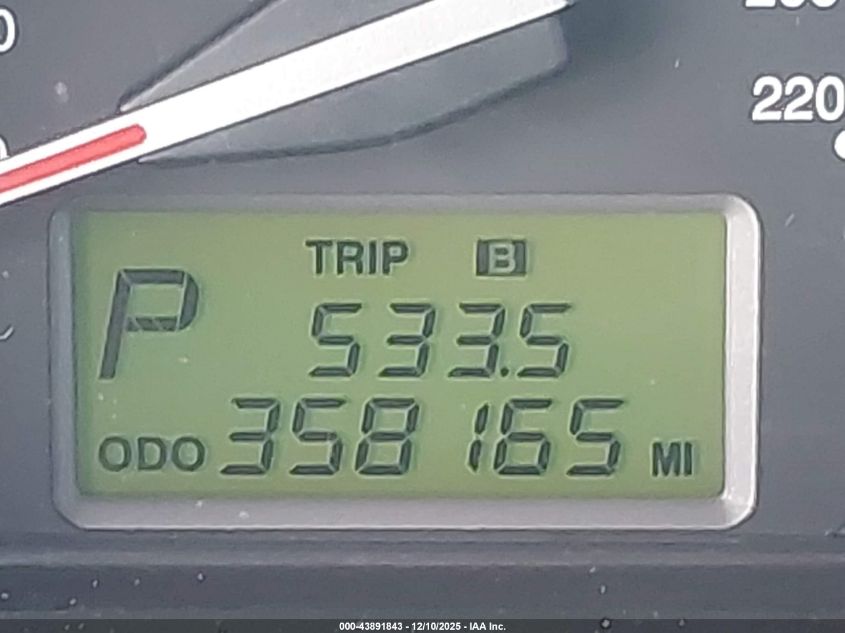 220
TRIP B
P 533.5
ODO 358165 MI
000-43891843 - 12/10/2025 - IAA Inc.